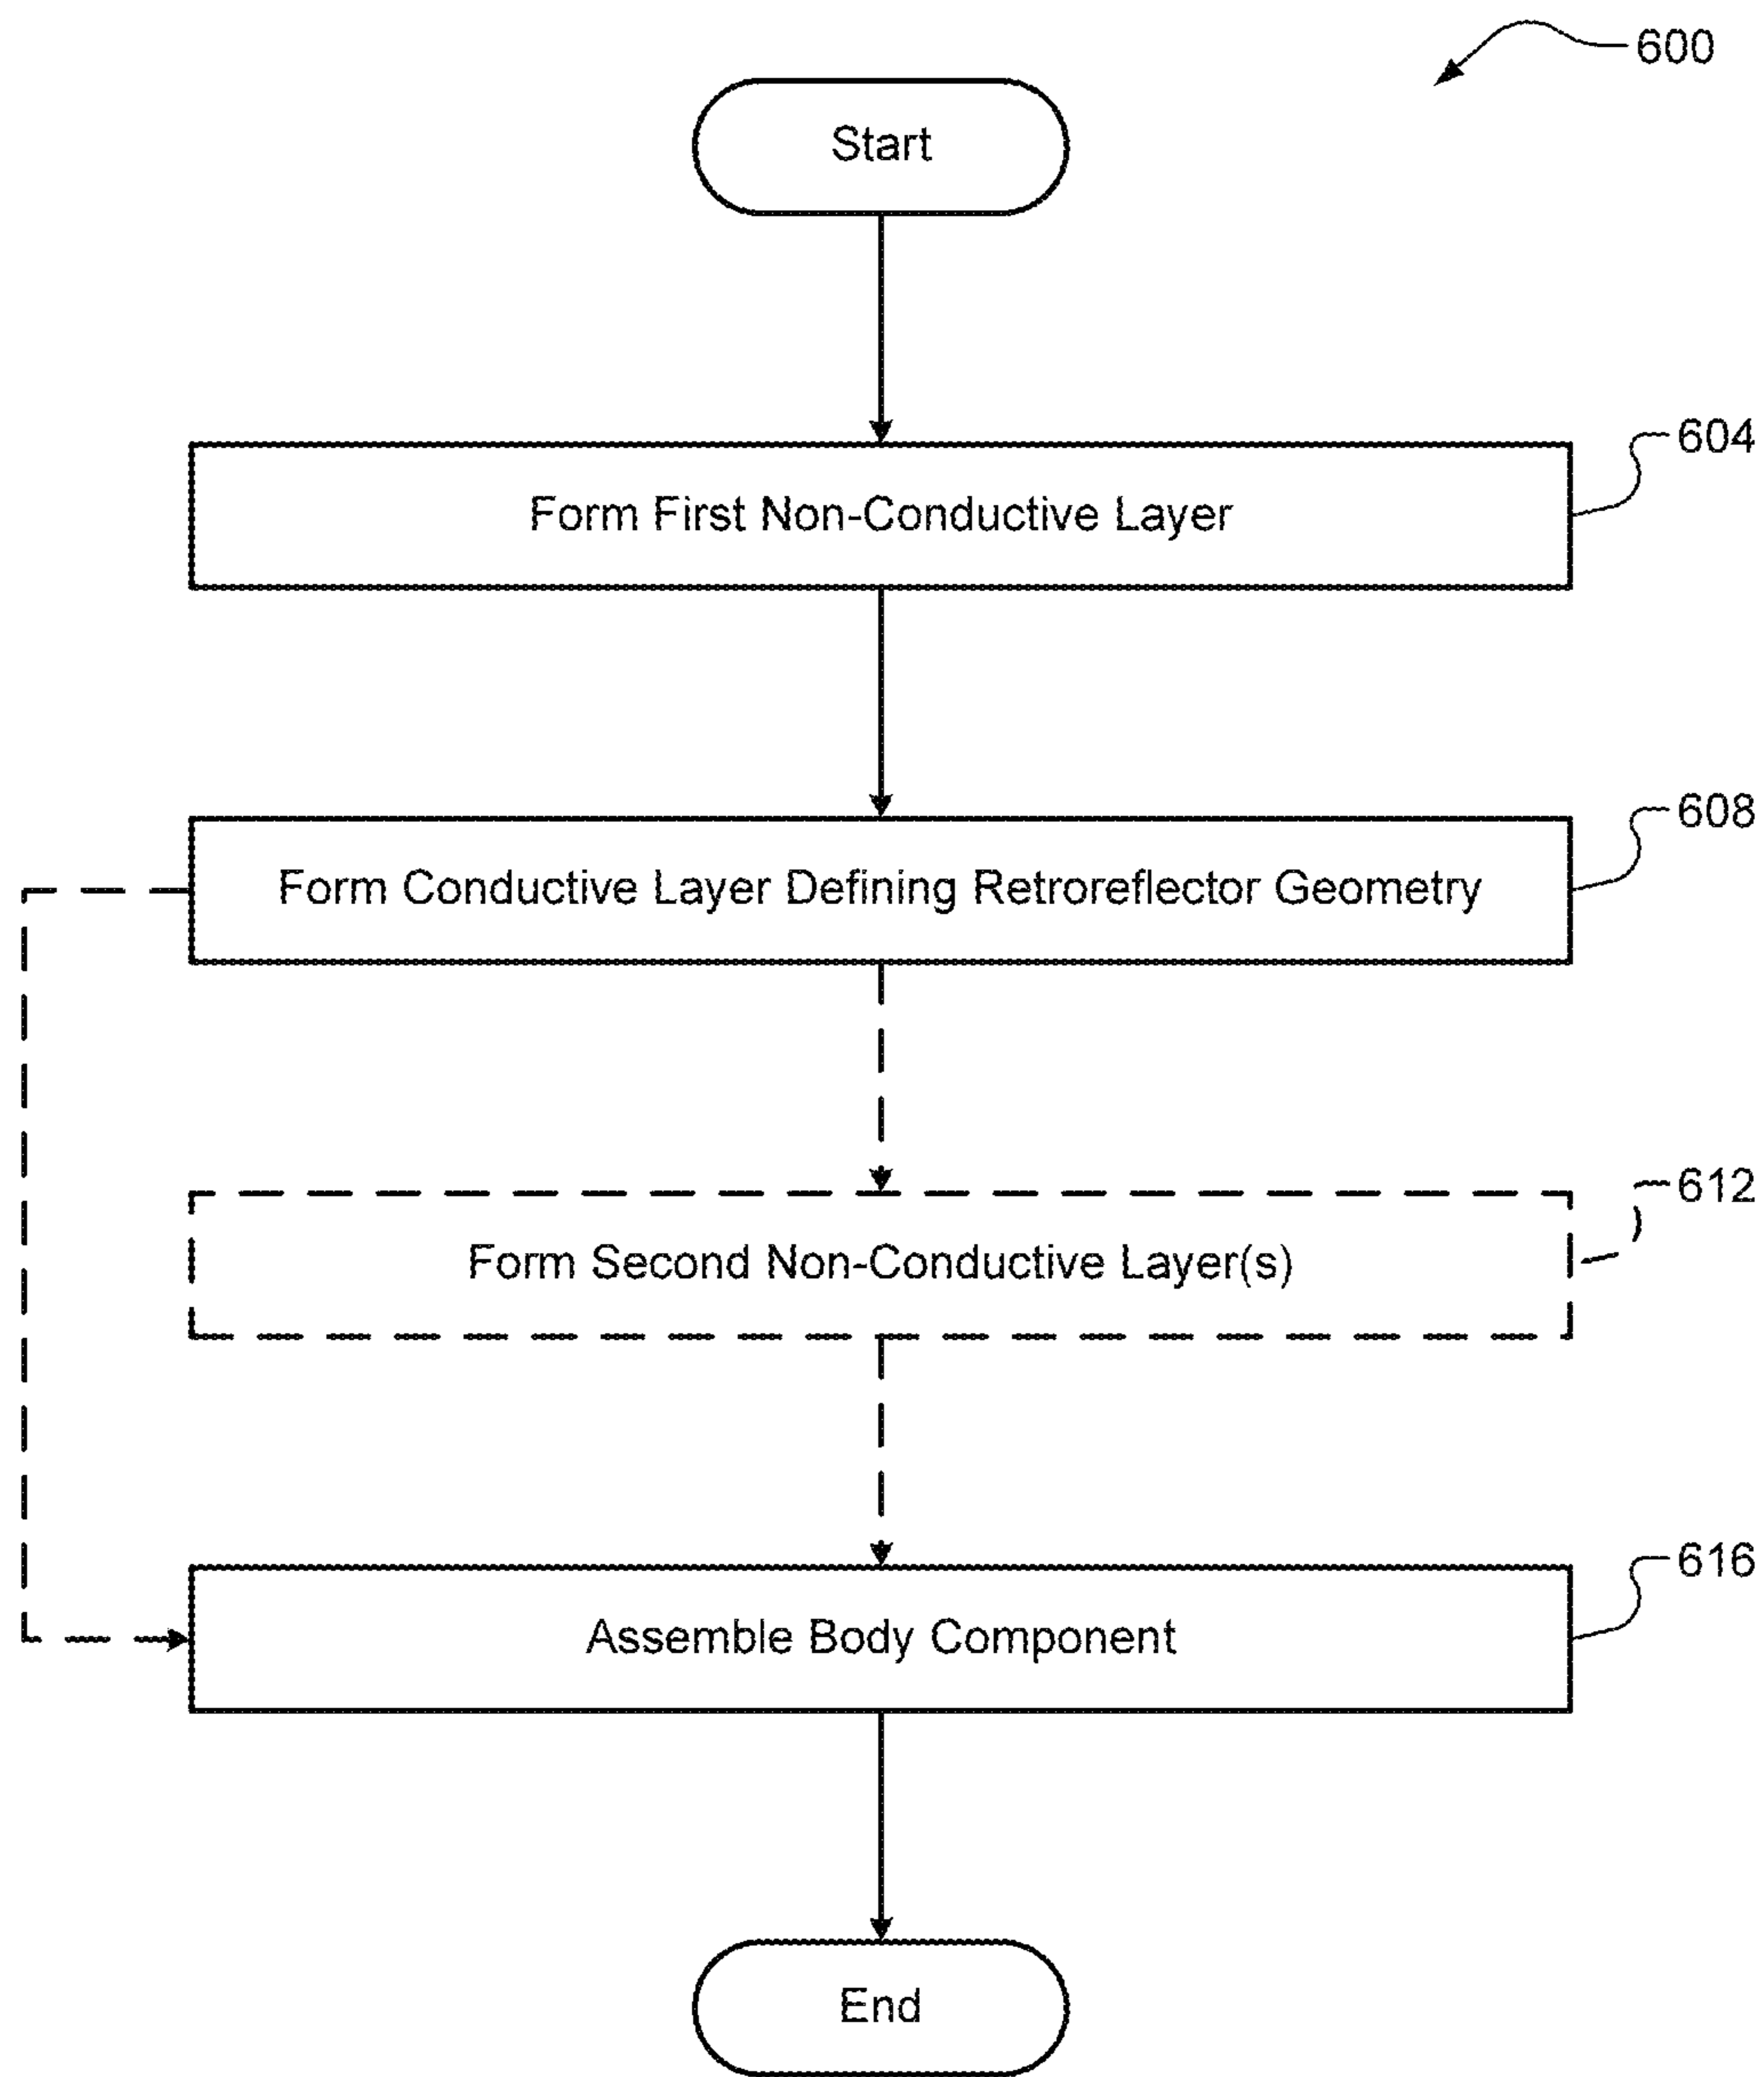 600
Start
604
Form First Non-Conductive Layer
608
Form Conductive Layer Defining Retroreflector Geometry
612
Form Second Non-Conductive Layer(s)
616
Assemble Body Component
End